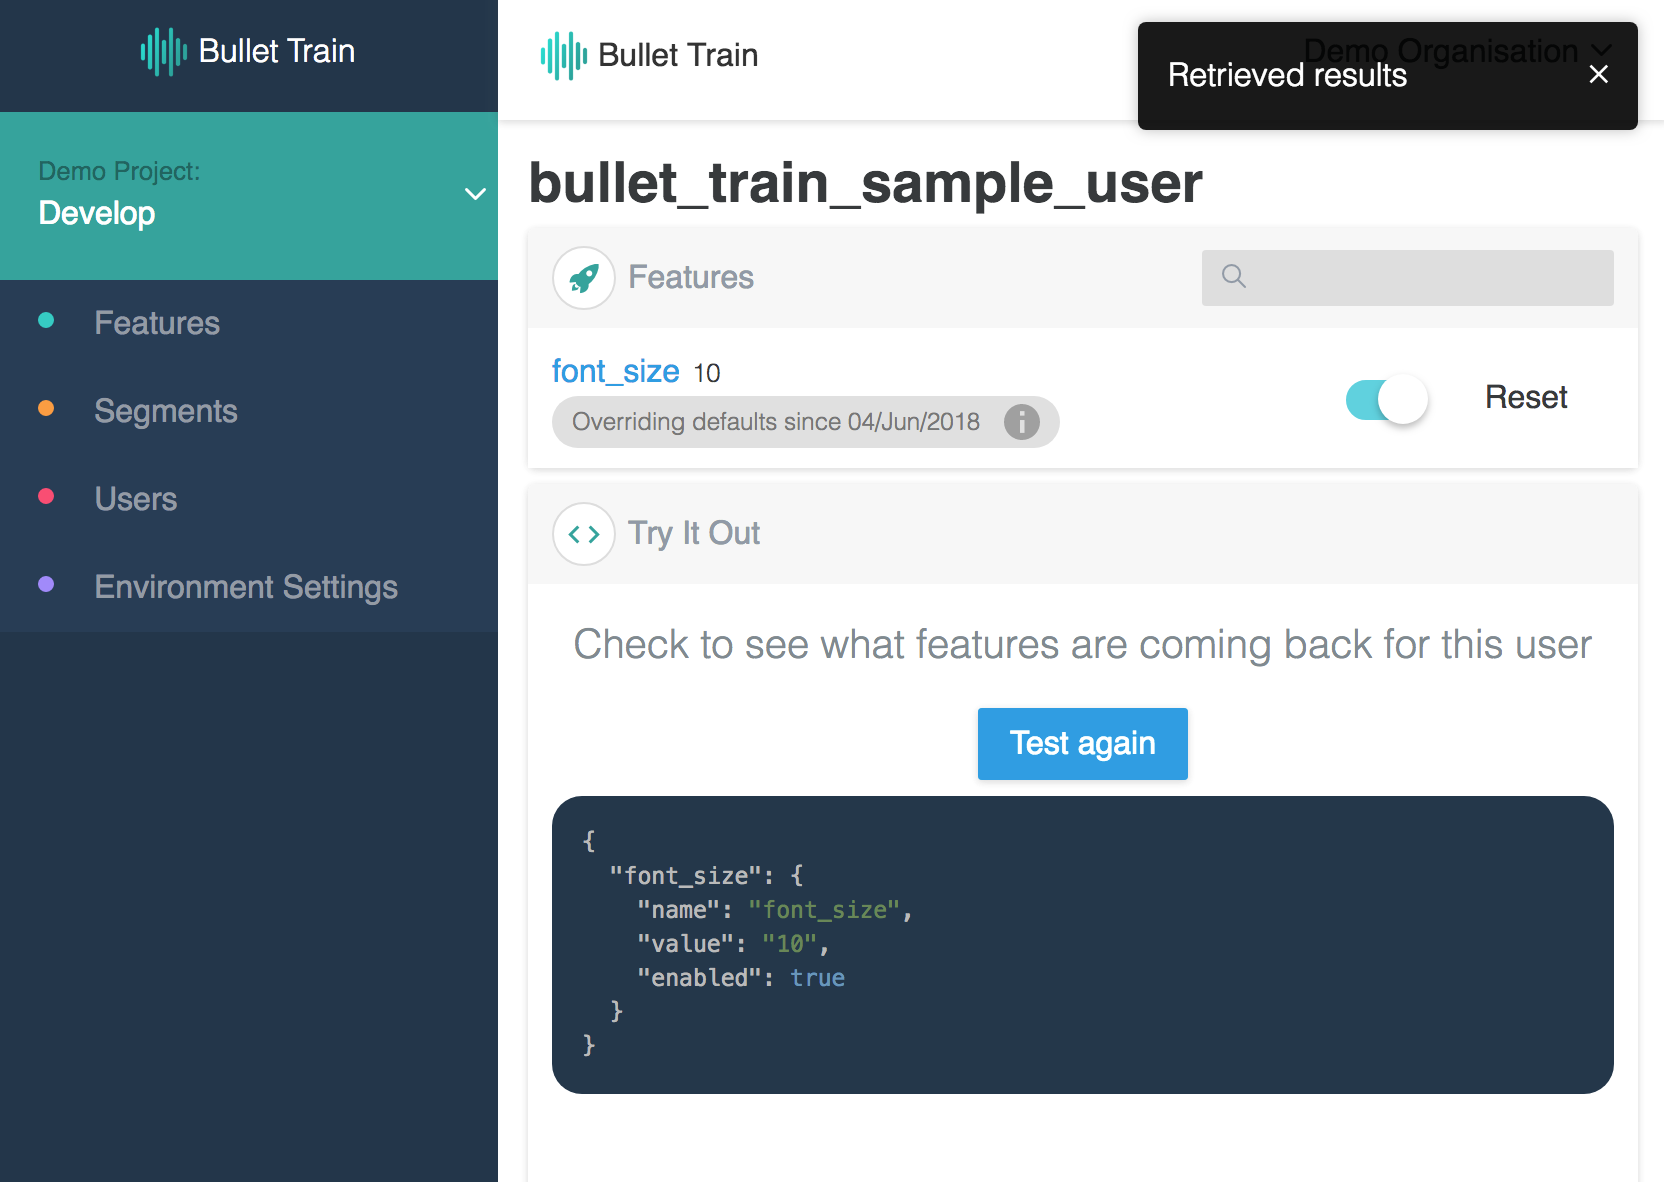 Bullet Train
Demo Project:
Develop
Features
Segments
Users
Environment Settings
Bullet Train
Demo Organisation
Retrieved results
bullet_train_sample_user
Features
font_size 10
Overriding defaults since 04/Jun/2018
Reset
Try It Out
Check to see what features are coming back for this user
Test again
{
"font_size": {
"name": "font_size",
"value": "10",
"enabled": true
}
}